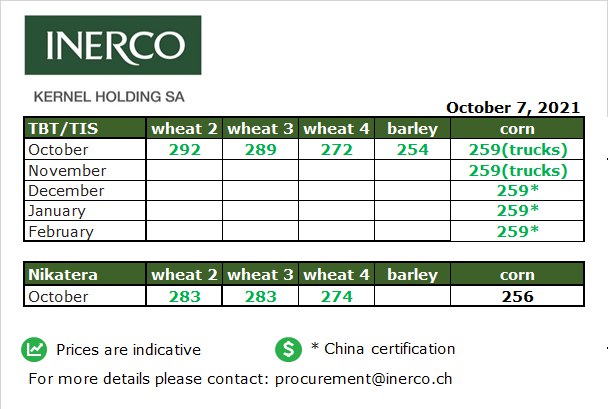 INERCO
KERNEL HOLDING SA
October 7, 2021
TBT/TIS wheat 2 wheat 3 wheat 4 barley corn
October 292 289 272 254 259(trucks)
November 259(trucks)
December 259*
January 259*
February 259*
Nikatera wheat 2 wheat 3 wheat 4 barley corn
October 283 283 274 256
Prices are indicative $ * China certification
For more details please contact: procurement@inerco.ch